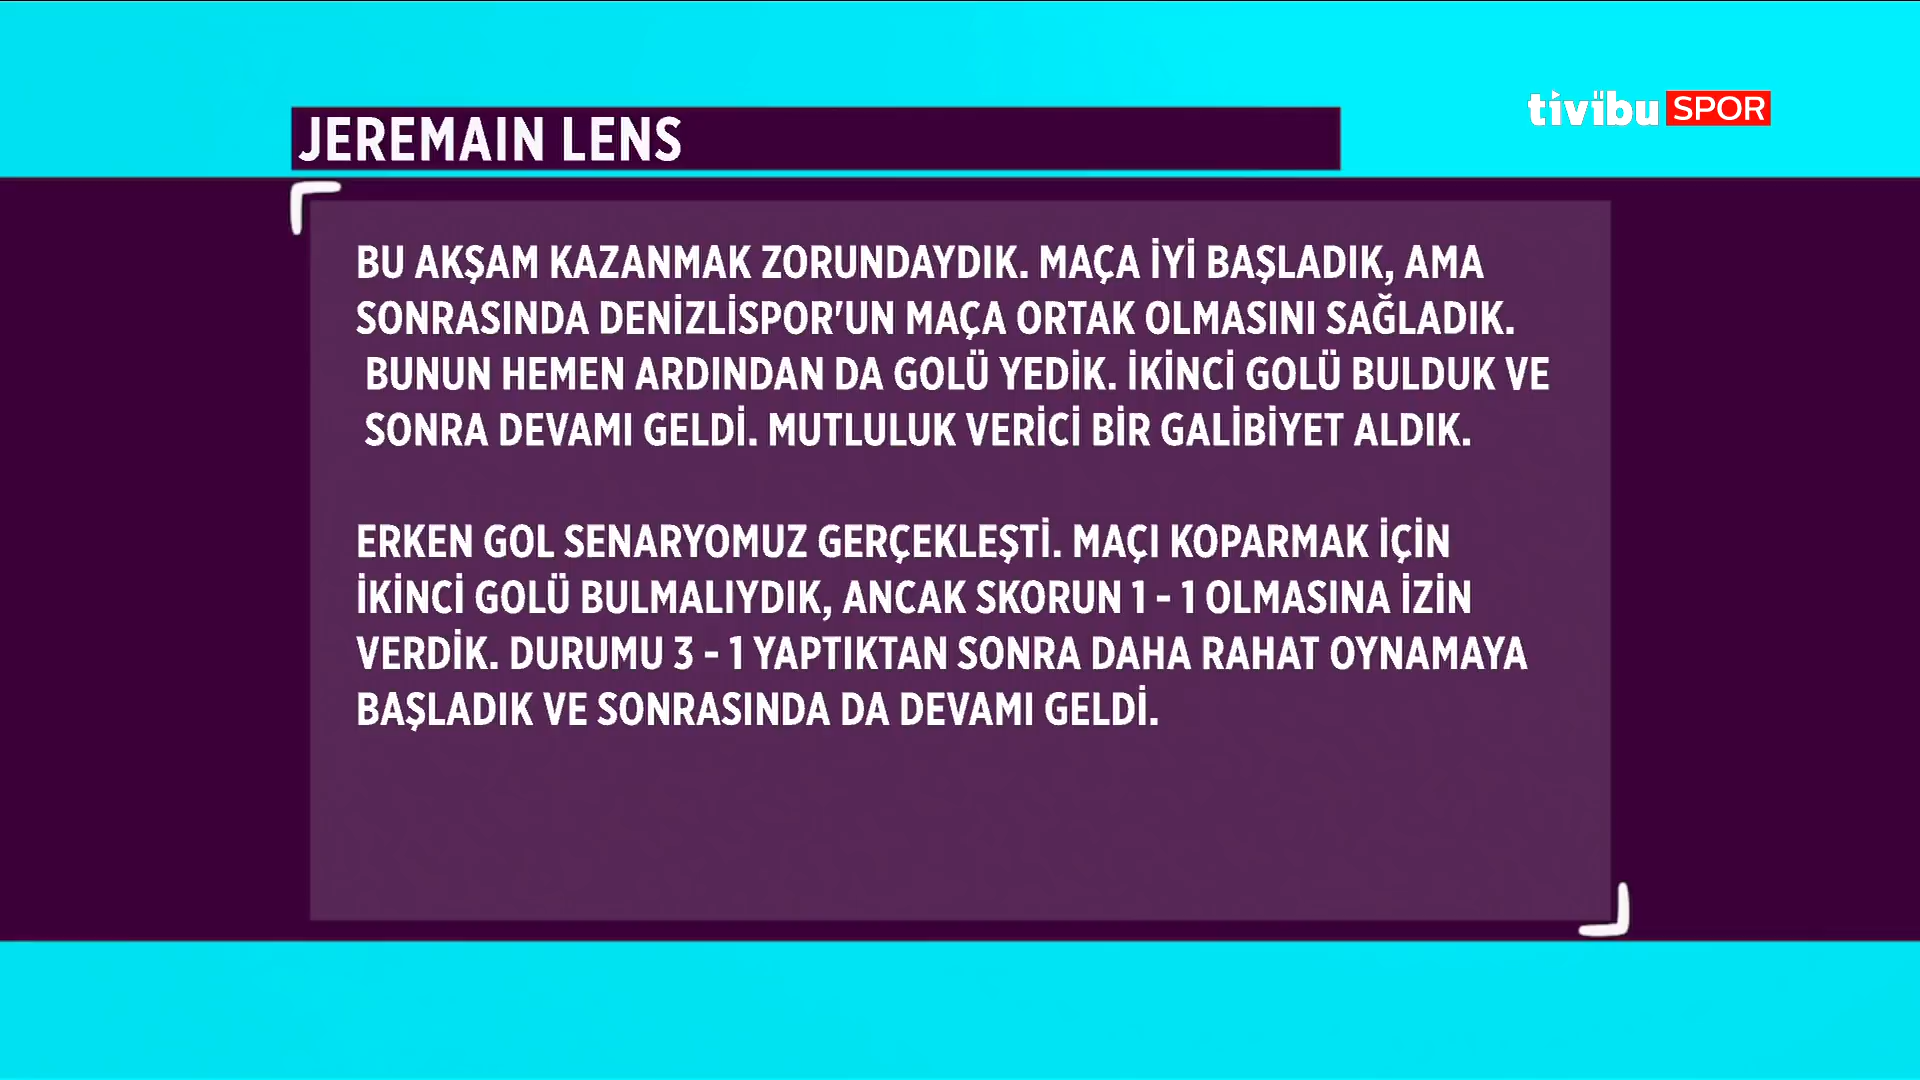 tivibu SPOR
JEREMAIN LENS
BU AKŞAM KAZANMAK ZORUNDAYDIK. MAÇA İYİ BAŞLADIK, AMA
SONRASINDA DENİZLİSPOR'UN MAÇA ORTAK OLMASINI SAĞLADIK.
BUNUN HEMEN ARDINDAN DA GOLÜ YEDİK. İKİNCİ GOLÜ BULDUK VE
SONRA DEVAMI GELDİ. MUTLULUK VERİCİ BİR GALİBİYET ALDIK.
ERKEN GOL SENARYOMUZ GERÇEKLEŞTİ. MAÇI KOPARMAK İÇİN
İKİNCİ GOLÜ BULMALIYDIK, ANCAK SKORUN 1 - 1 OLMASINA İZİN
VERDİK. DURUMU 3 - 1 YAPTIKTAN SONRA DAHA RAHAT OYNAMAYA
BAŞLADIK VE SONRASINDA DA DEVAMI GELDİ.